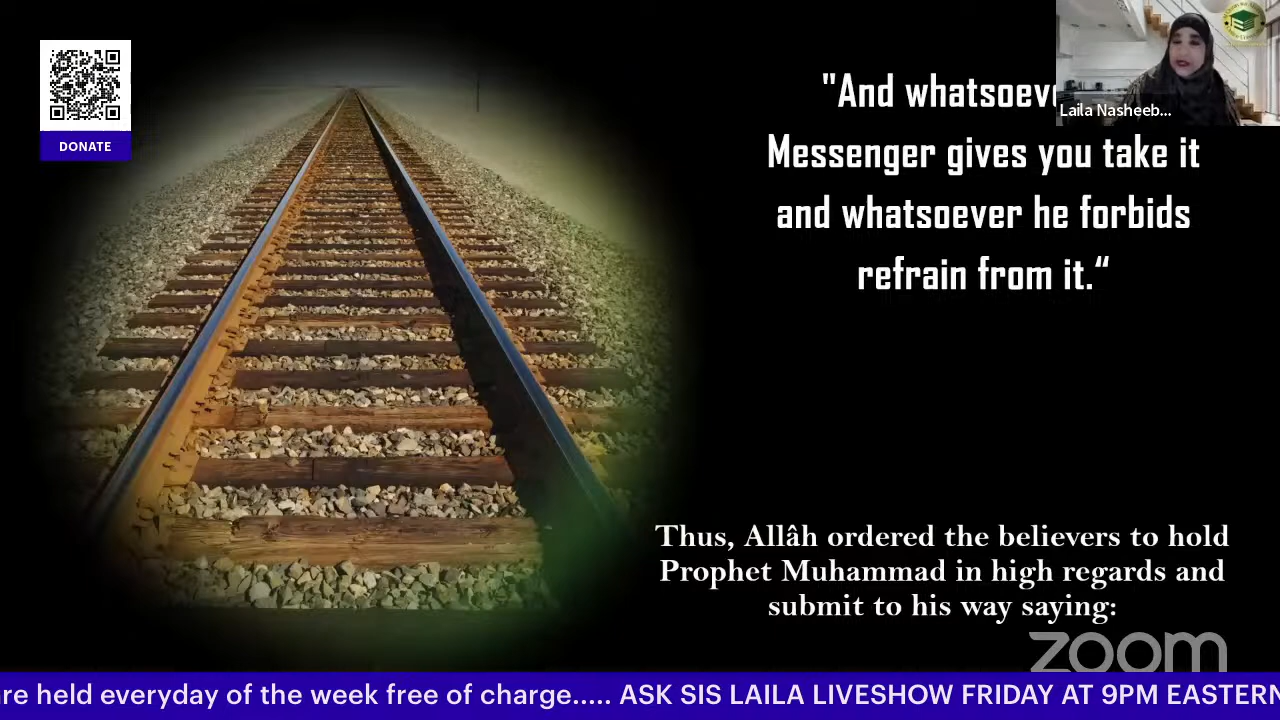 DONATE
"And whatsoev
Messenger gives you take it
and whatsoever he forbids
refrain from it.“
Laila Nasheeb...
Thus, Allâh ordered the believers to hold
Prophet Muhammad in high regards and
submit to his way saying:
zoom
re held everyday of the week free of charge..... ASK SIS LAILA LIVESHOW FRIDAY AT 9PM EASTERN